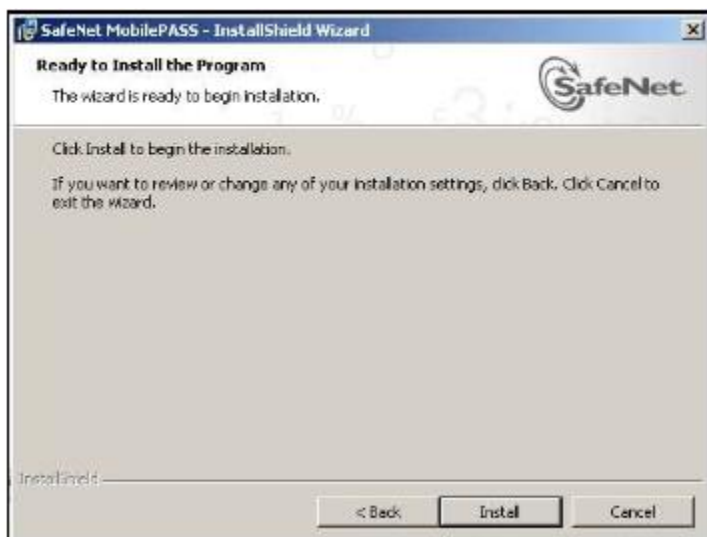 SafeNet MobilePASS - InstallShield Wizard
Ready to Install the Program
The wizard is ready to begin installation.
SafeNet.
Click Install to begin the installation.
If you want to review or change any of your installation settings, click Back. Click Cancel to
exit the wizard.
InstallShield
< Back
Install
Cancel